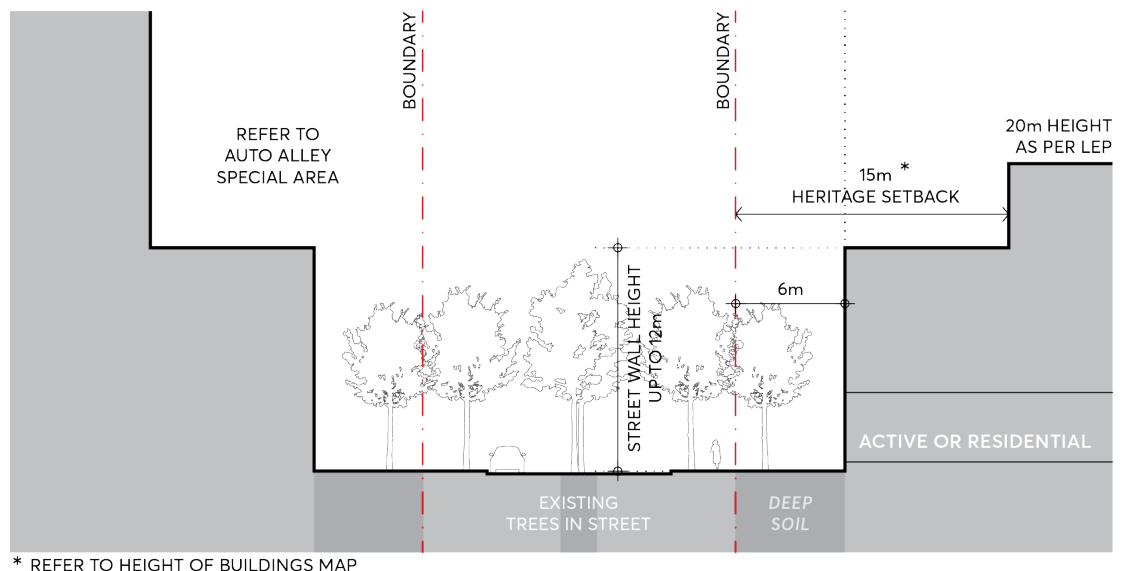 BOUNDARY
BOUNDARY
REFER TO
AUTO ALLEY
SPECIAL AREA
20m HEIGHT
AS PER LEP
15m *
HERITAGE SETBACK
6m
STREET WALL HEIGHT
UP TO 12m
ACTIVE OR RESIDENTIAL
EXISTING
TREES IN STREET
DEEP
SOIL
* REFER TO HEIGHT OF BUILDINGS MAP